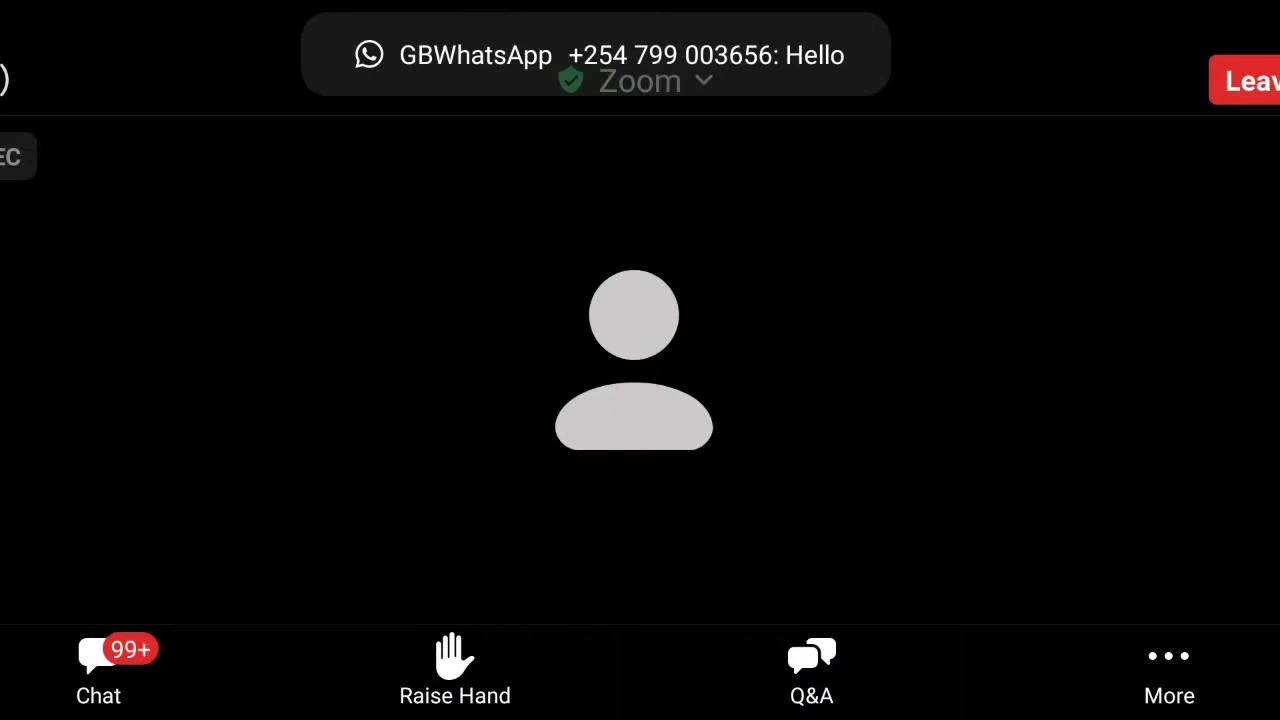 GBWhatsApp +254 799 003656: Hello
Zoom
Leav
EC
99+
Chat
Raise Hand
Q&A
More